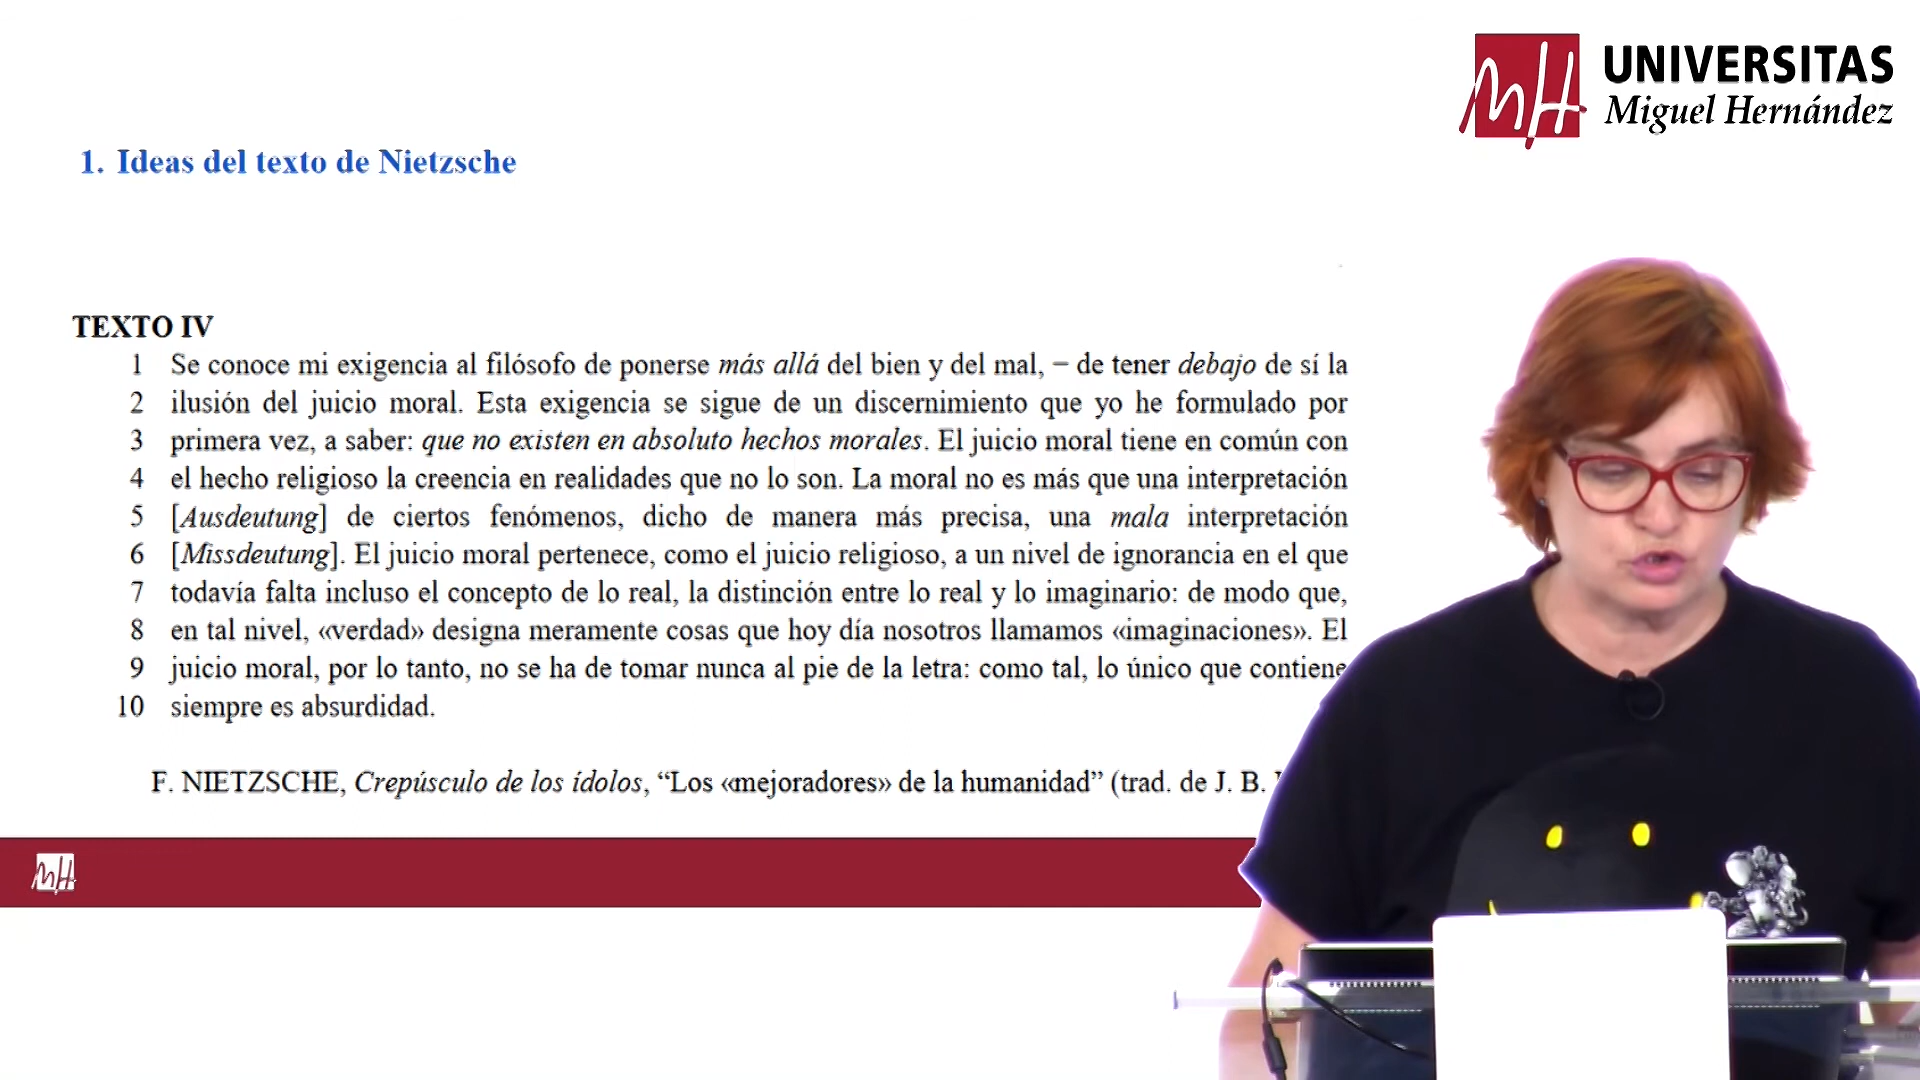 UNIVERSITAS
Miguel Hernández
1. Ideas del texto de Nietzsche
TEXTO IV
1 Se conoce mi exigencia al filósofo de ponerse más allá del bien y del mal, − de tener debajo de sí la
2 ilusión del juicio moral. Esta exigencia se sigue de un discernimiento que yo he formulado por
3 primera vez, a saber: que no existen en absoluto hechos morales. El juicio moral tiene en común con
4 el hecho religioso la creencia en realidades que no lo son. La moral no es más que una interpretación
5 [Ausdeutung] de ciertos fenómenos, dicho de manera más precisa, una mala interpretación
6 [Missdeutung]. El juicio moral pertenece, como el juicio religioso, a un nivel de ignorancia en el que
7 todavía falta incluso el concepto de lo real, la distinción entre lo real y lo imaginario: de modo que,
8 en tal nivel, «verdad» designa meramente cosas que hoy día nosotros llamamos «imaginaciones». El
9 juicio moral, por lo tanto, no se ha de tomar nunca al pie de la letra: como tal, lo único que contiene
10 siempre es absurdidad.
F. NIETZSCHE, Crepúsculo de los ídolos, “Los «mejoradores» de la humanidad” (trad. de J. B.